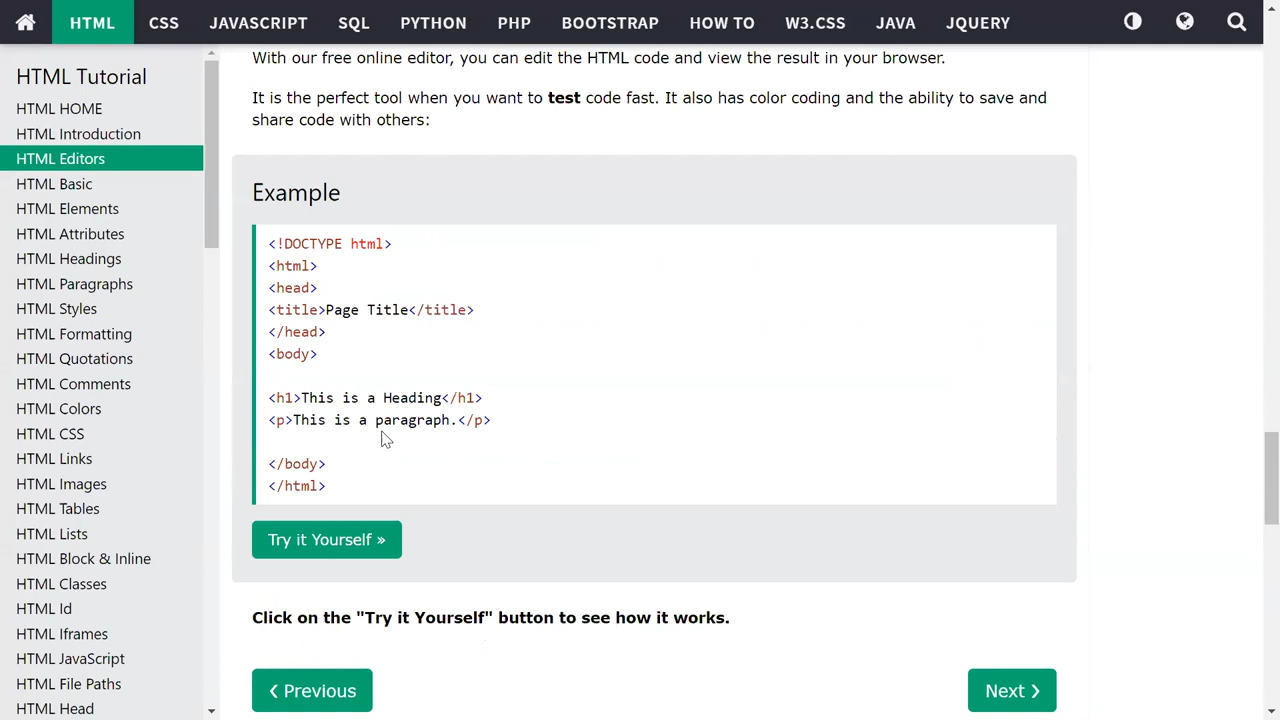 HTML CSS JAVASCRIPT SQL PYTHON PHP BOOTSTRAP HOW TO W3.CSS JAVA JQUERY
HTML Tutorial
HTML HOME
HTML Introduction
HTML Editors
HTML Basic
HTML Elements
HTML Attributes
HTML Headings
HTML Paragraphs
HTML Styles
HTML Formatting
HTML Quotations
HTML Comments
HTML Colors
HTML CSS
HTML Links
HTML Images
HTML Tables
HTML Lists
HTML Block & Inline
HTML Classes
HTML Id
HTML Iframes
HTML JavaScript
HTML File Paths
HTML Head
With our free online editor, you can edit the HTML code and view the result in your browser.
It is the perfect tool when you want to test code fast. It also has color coding and the ability to save and
share code with others:
Example
<!DOCTYPE html>
<html>
<head>
<title>Page Title</title>
</head>
<body>
<h1>This is a Heading</h1>
<p>This is a paragraph.</p>
</body>
</html>
Try it Yourself »
Click on the "Try it Yourself" button to see how it works.
❮ Previous
Next ❯